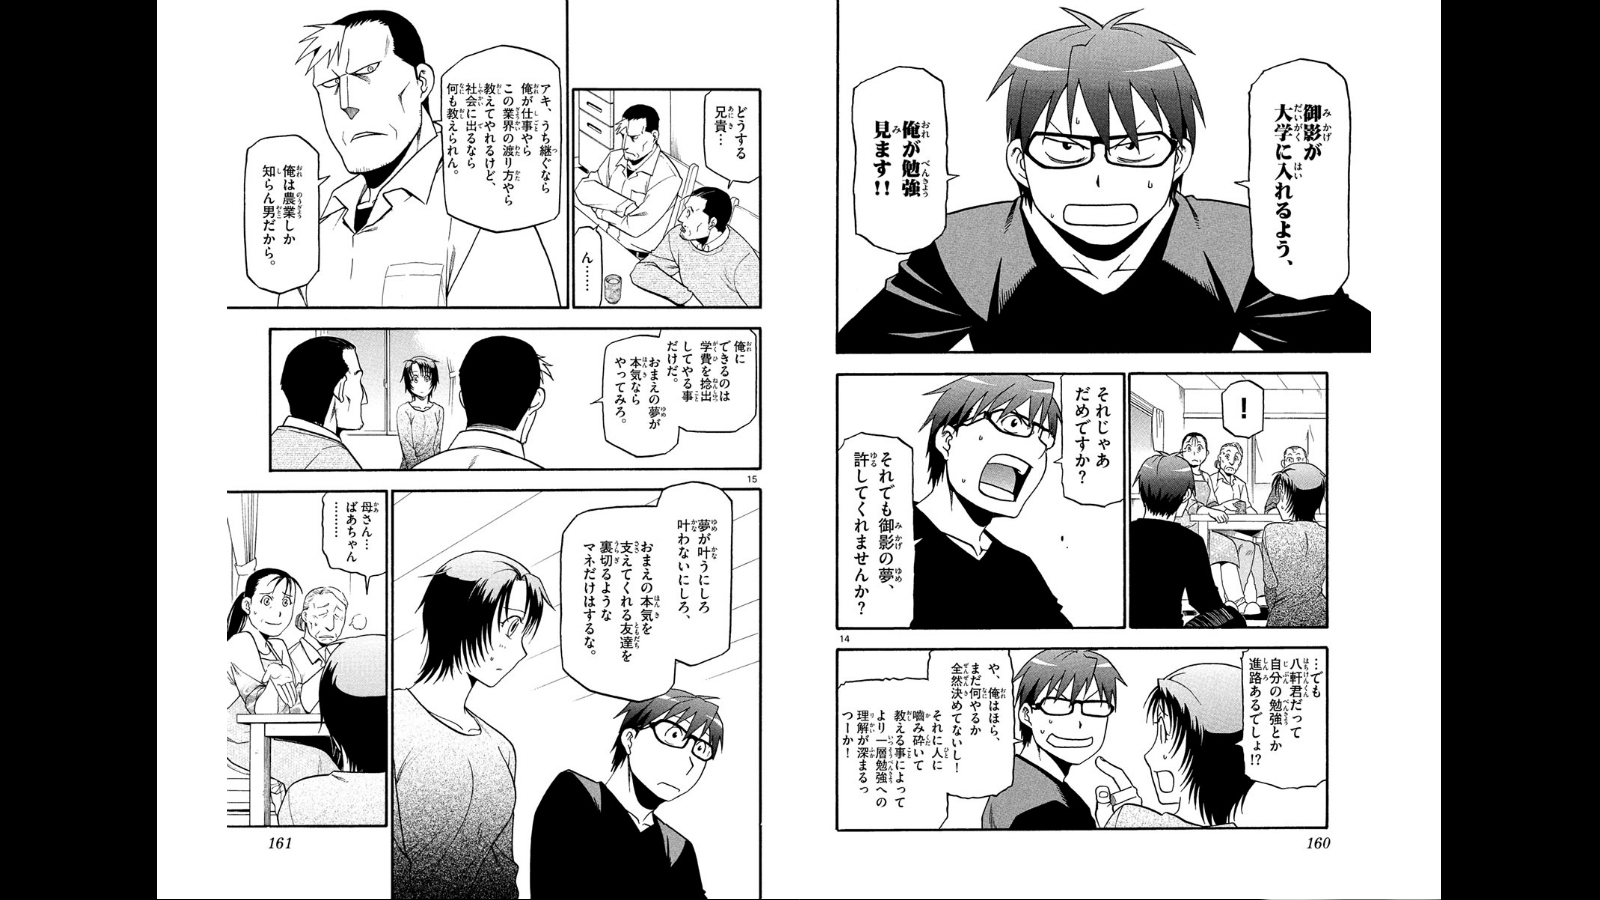 御影が
大学に入れるよう、
俺が勉強
見ます!!
!
それじゃあ
だめですか?
それでも御影の夢、
許してくれませんか?
…でも
八軒君だって
自分の勉強とか
進路あるでしょ!?
や、俺はほら、
まだ何やるか
全然決めてないし!
それに人に
嚙み砕いて
教える事によって
より一層勉強への
理解が深まるっ
つーか!
14
160
どうする
兄貴…
ん……
アキ、うち継ぐなら
俺が仕事やら
この業界の渡り方やら
教えてやれるけど、
社会に出るなら
何も教えられん。
俺は農業しか
知らん男だから。
俺に
できるのは
学費を捻出
してやる事
だけだ。
おまえの夢が
本気なら
やってみろ。
15
夢が叶うにしろ
叶わないにしろ、
おまえの本気を
支えてくれる友達を
裏切るような
マネだけはするな。
母さん…
ばあちゃん
………
161